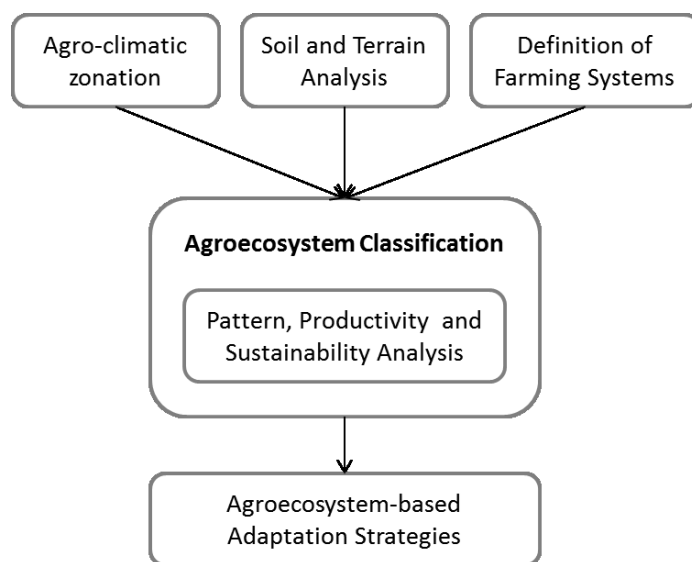 Agro-climatic
zonation
Soil and Terrain
Analysis
Definition of
Farming Systems
Agroecosystem Classification
Pattern, Productivity and
Sustainability Analysis
Agroecosystem-based
Adaptation Strategies